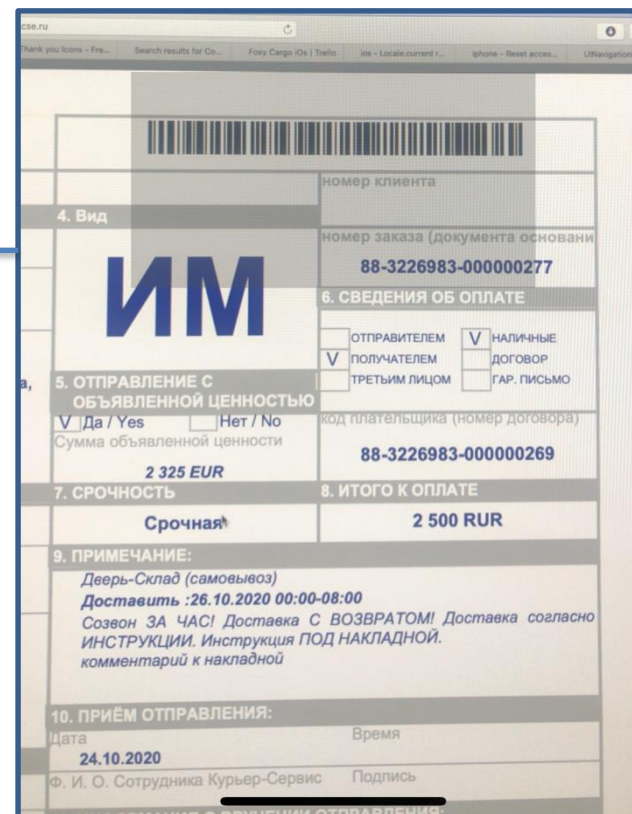 cse.ru
Thank you Icons - Fre...
Search results for Co...
Foxy Cargo iOs | Trello
ios - Locale.current r...
iphone - Reset acces...
UINavigation
номер клиента
4. Вид
номер заказа (документа основани
88-3226983-000000277
ИМ
6. СВЕДЕНИЯ ОБ ОПЛАТЕ
ОТПРАВИТЕЛЕМ V НАЛИЧНЫЕ
V ПОЛУЧАТЕЛЕМ ДОГОВОР
ТРЕТЬИМ ЛИЦОМ ГАР. ПИСЬМО
а,
5. ОТПРАВЛЕНИЕ С
ОБЪЯВЛЕННОЙ ЦЕННОСТЬЮ
V Да / Yes Нет / No
код плательщика (номер договора)
Сумма объявленной ценности
88-3226983-000000269
2 325 EUR
7. СРОЧНОСТЬ
8. ИТОГО К ОПЛАТЕ
Срочная
2 500 RUR
9. ПРИМЕЧАНИЕ:
Дверь-Склад (самовывоз)
Доставить :26.10.2020 00:00-08:00
Созвон ЗА ЧАС! Доставка С ВОЗВРАТОМ! Доставка согласно
ИНСТРУКЦИИ. Инструкция ПОД НАКЛАДНОЙ.
комментарий к накладной
10. ПРИЁМ ОТПРАВЛЕНИЯ:
Дата Время
24.10.2020
Ф. И. О. Сотрудника Курьер-Сервис Подпись